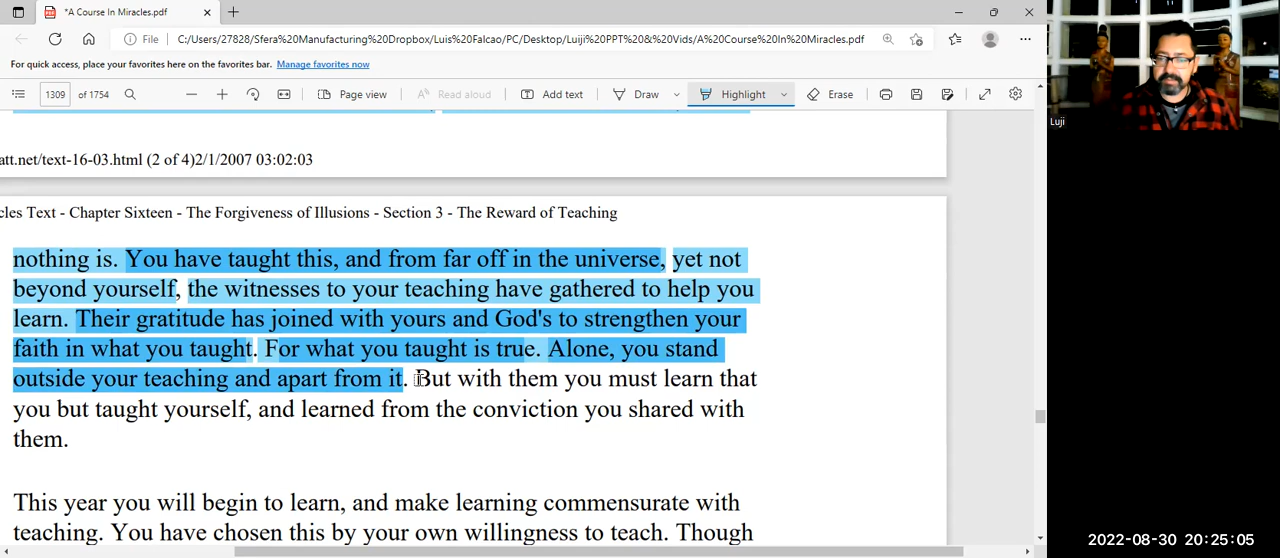 *A Course In Miracles.pdf
File C:/Users/27828/Sfera%20Manufacturing%20Dropbox/Luis%20Falcao/PC/Desktop/Luiji%20PPT%20&%20Vids/A%20Course%20In%20Miracles.pdf
For quick access, place your favorites here on the favorites bar. Manage favorites now
1309 of 1754 Page view Read aloud Add text Draw Highlight Erase
Luji
att.net/text-16-03.html (2 of 4)2/1/2007 03:02:03
cles Text - Chapter Sixteen - The Forgiveness of Illusions - Section 3 - The Reward of Teaching
nothing is. You have taught this, and from far off in the universe, yet not
beyond yourself, the witnesses to your teaching have gathered to help you
learn. Their gratitude has joined with yours and God's to strengthen your
faith in what you taught. For what you taught is true. Alone, you stand
outside your teaching and apart from it. But with them you must learn that
you but taught yourself, and learned from the conviction you shared with
them.
This year you will begin to learn, and make learning commensurate with
teaching. You have chosen this by your own willingness to teach. Though
2022-08-30 20:25:05